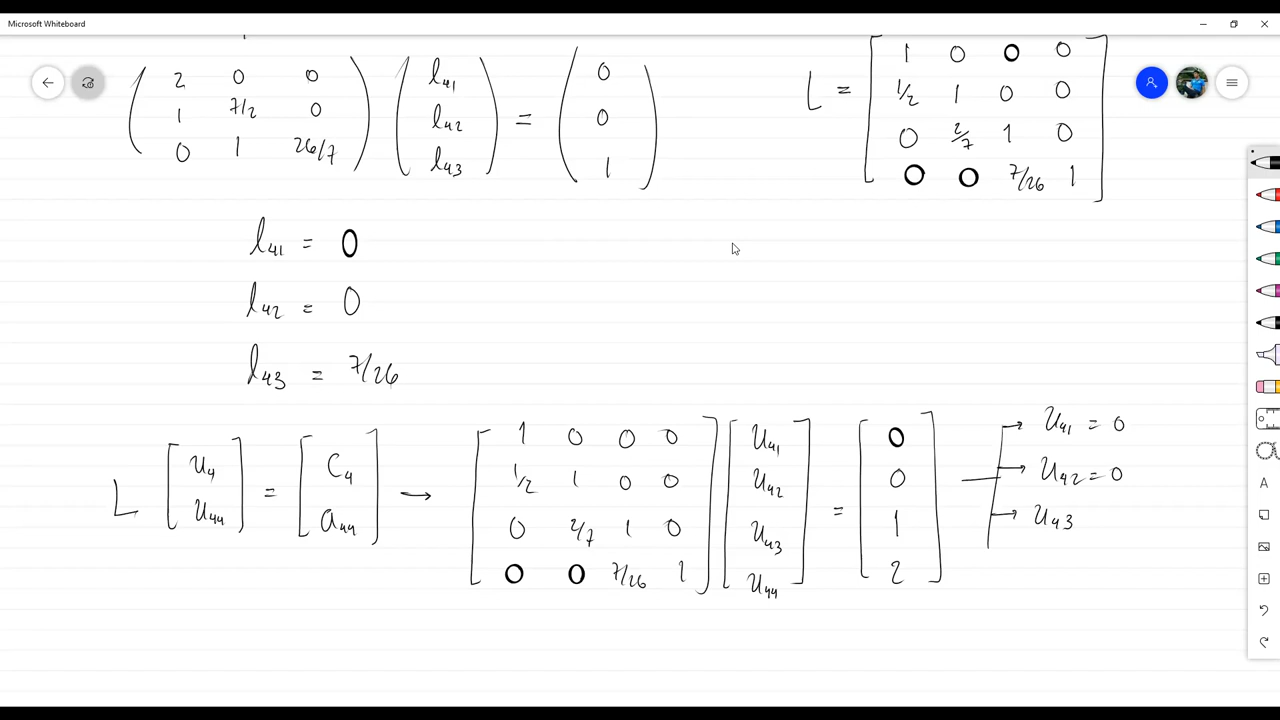 Microsoft Whiteboard
( 2 0 0 ; 1 7/2 0 ; 0 1 26/7 ) ( l41 ; l42 ; l43 ) = ( 0 ; 0 ; 1 )
L = [ 1 0 0 0 ; 1/2 1 0 0 ; 0 2/7 1 0 ; 0 0 7/26 1 ]
l41 = 0
l42 = 0
l43 = 7/26
L [ u4 ; u44 ] = [ C4 ; a44 ] → [ 1 0 0 0 ; 1/2 1 0 0 ; 0 2/7 1 0 ; 0 0 7/26 1 ] [ u41 ; u42 ; u43 ; u44 ] = [ 0 ; 0 ; 1 ; 2 ]
→ u41 = 0
→ u42 = 0
→ u43
A